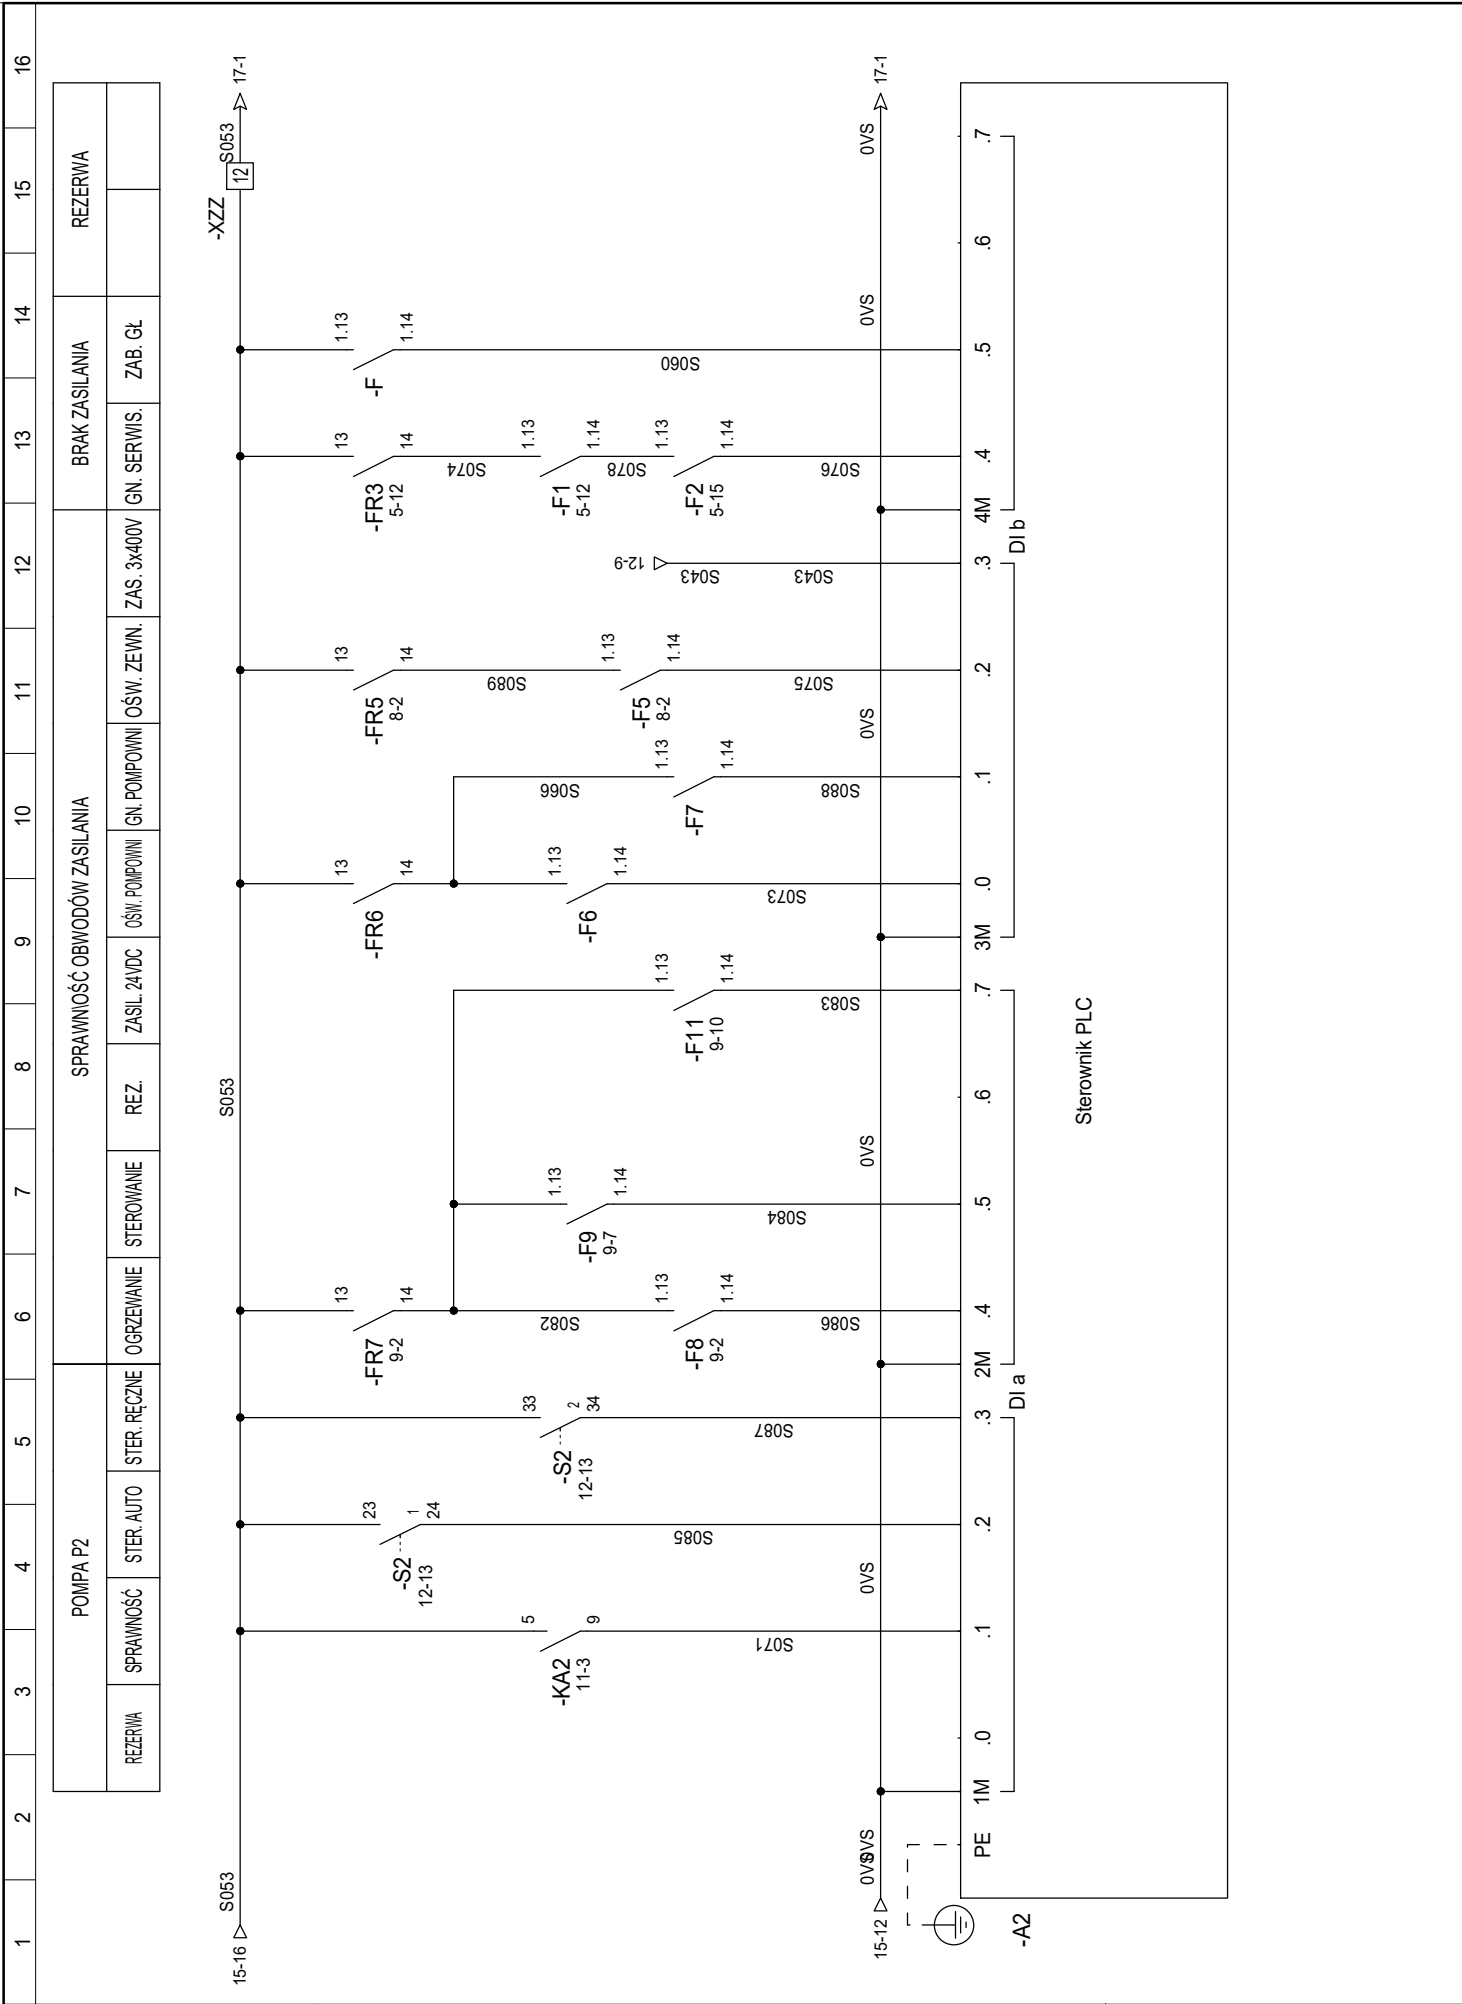 1 2 3 4 5 6 7 8 9 10 11 12 13 14 15 16
POMPA P2 SPRAWNOŚĆ OBWODÓW ZASILANIA BRAK ZASILANIA REZERWA
REZERWA SPRAWNOŚĆ STER. AUTO STER. RĘCZNE OGRZEWANIE STEROWANIE REZ. ZASIL. 24VDC OŚW. POMPOWNI GN. POMPOWNI OŚW. ZEWN. ZAS. 3x400V GN. SERWIS. ZAB. GŁ
-XZZ
15-16 S053 S053 12 S053 17-1
-KA2
11-3
5
9
S071
-S2
12-13
23
1
24
S085
-S2
12-13
33
2
34
S087
-FR7
9-2
13
14
S082
-F8
9-2
1.13
1.14
S086
-F9
9-7
1.13
1.14
S084
-F11
9-10
1.13
1.14
S083
-FR6
13
14
-F6
1.13
1.14
S073
S066
-F7
1.13
1.14
S088
-FR5
8-2
13
14
S089
-F5
8-2
1.13
1.14
S075
12-9
S043
S043
-FR3
5-12
13
14
S074
-F1
5-12
1.13
1.14
S078
-F2
5-15
1.13
1.14
S076
-F
1.13
1.14
S060
15-12 0VS 0VS 0VS 0VS 0VS 0VS 0VS 17-1
PE 1M .0 .1 .2 .3 2M .4 .5 .6 .7 3M .0 .1 .2 .3 4M .4 .5 .6 .7
-A2 DI a DI b
Sterownik PLC